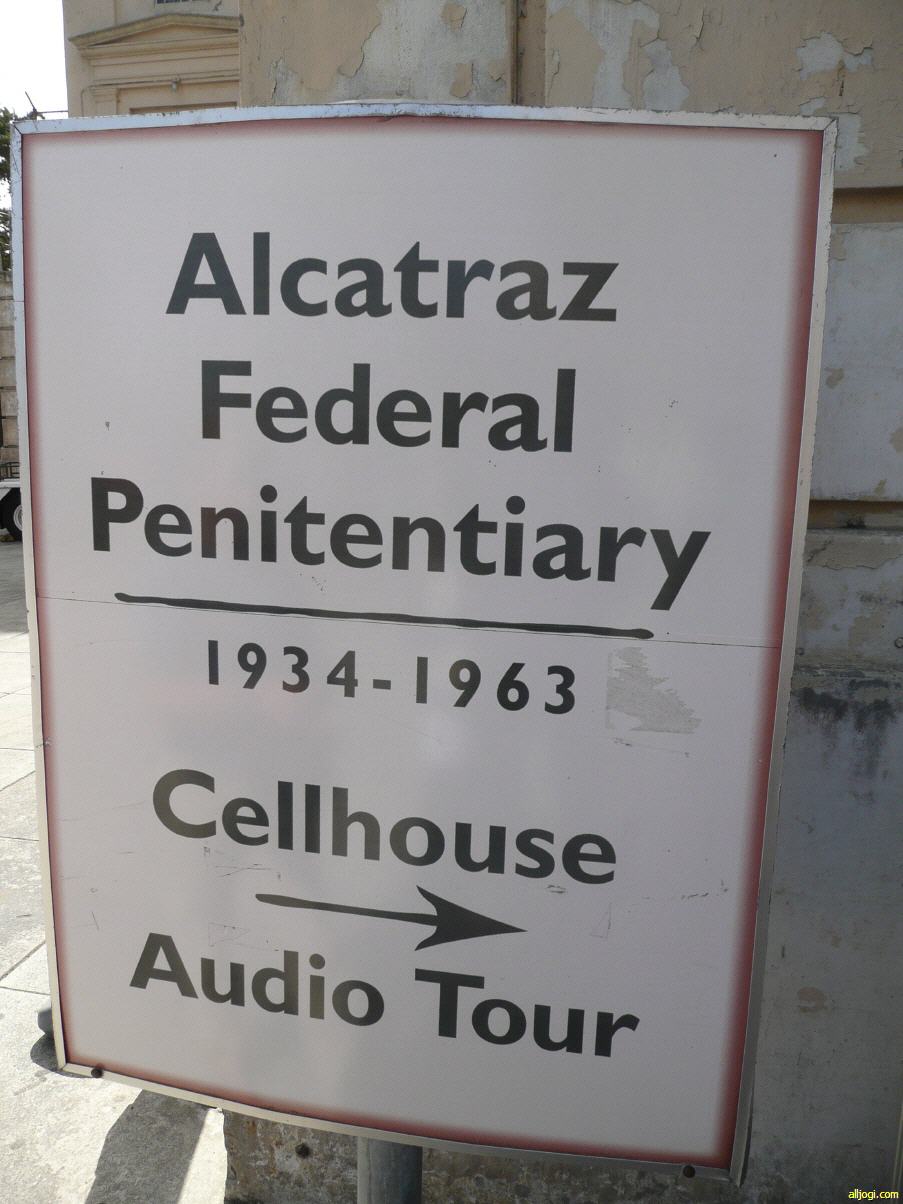 Alcatraz
Federal
Penitentiary
1934-1963
Cellhouse
Audio Tour
alljogi.com